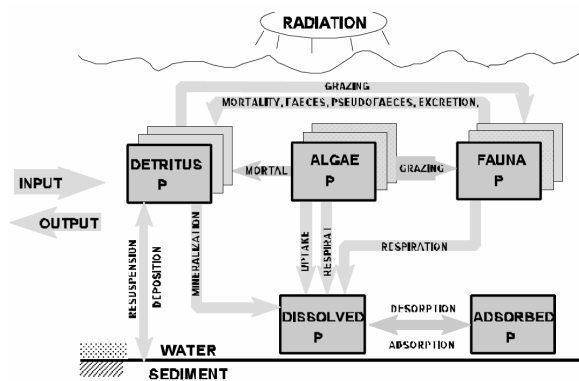 RADIATION
GRAZING
MORTALITY, FAECES, PSEUDOFAECES, EXCRETION,
DETRITUS
P
ALGAE
P
FAUNA
P
MORTAL
GRAZING
INPUT
OUTPUT
RESUSPENSION
DEPOSITION
MINERALIZATION
UPTAKE
RESPIRAT
RESPIRATION
DISSOLVED
P
DESORPTION
ADSORPTION
ADSORBED
P
WATER
SEDIMENT